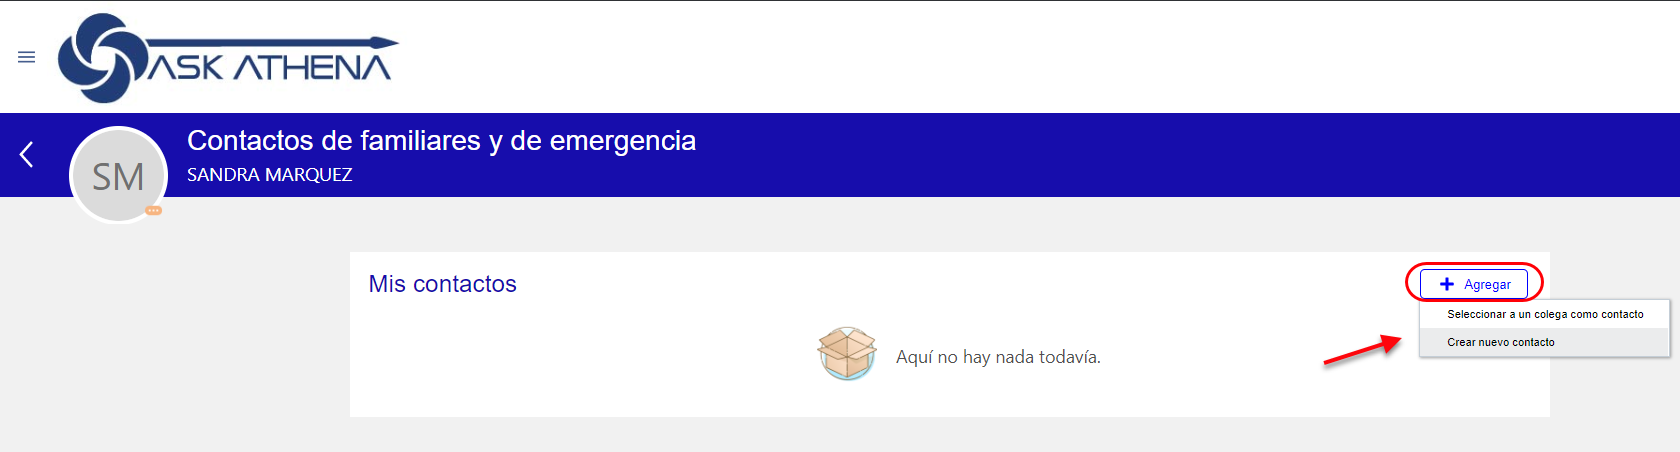 ASK ATHENA
Contactos de familiares y de emergencia
SM
SANDRA MARQUEZ
Mis contactos
Agregar
Seleccionar a un colega como contacto
Crear nuevo contacto
Aquí no hay nada todavía.